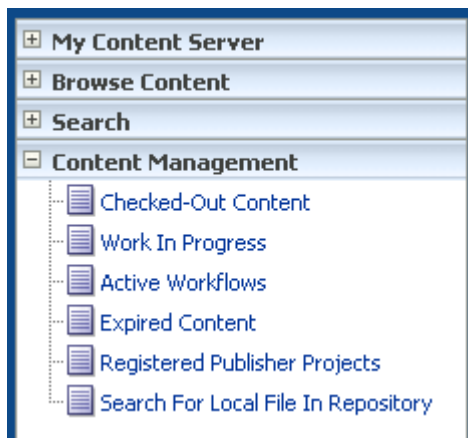 My Content Server
Browse Content
Search
Content Management
Checked-Out Content
Work In Progress
Active Workflows
Expired Content
Registered Publisher Projects
Search For Local File In Repository